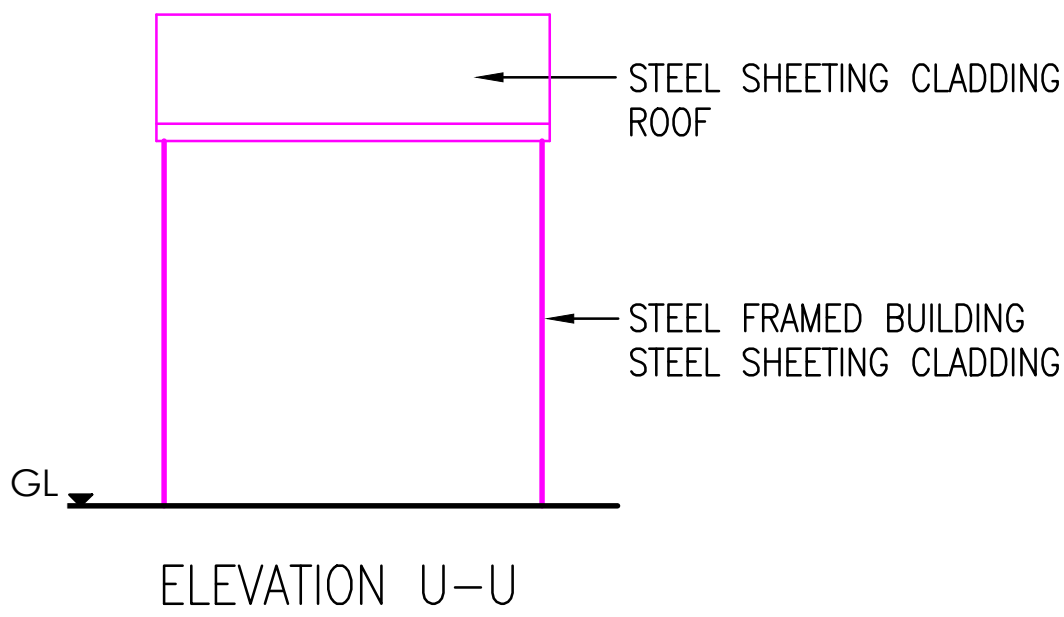 STEEL SHEETING CLADDING
ROOF
STEEL FRAMED BUILDING
STEEL SHEETING CLADDING
GL
ELEVATION U-U